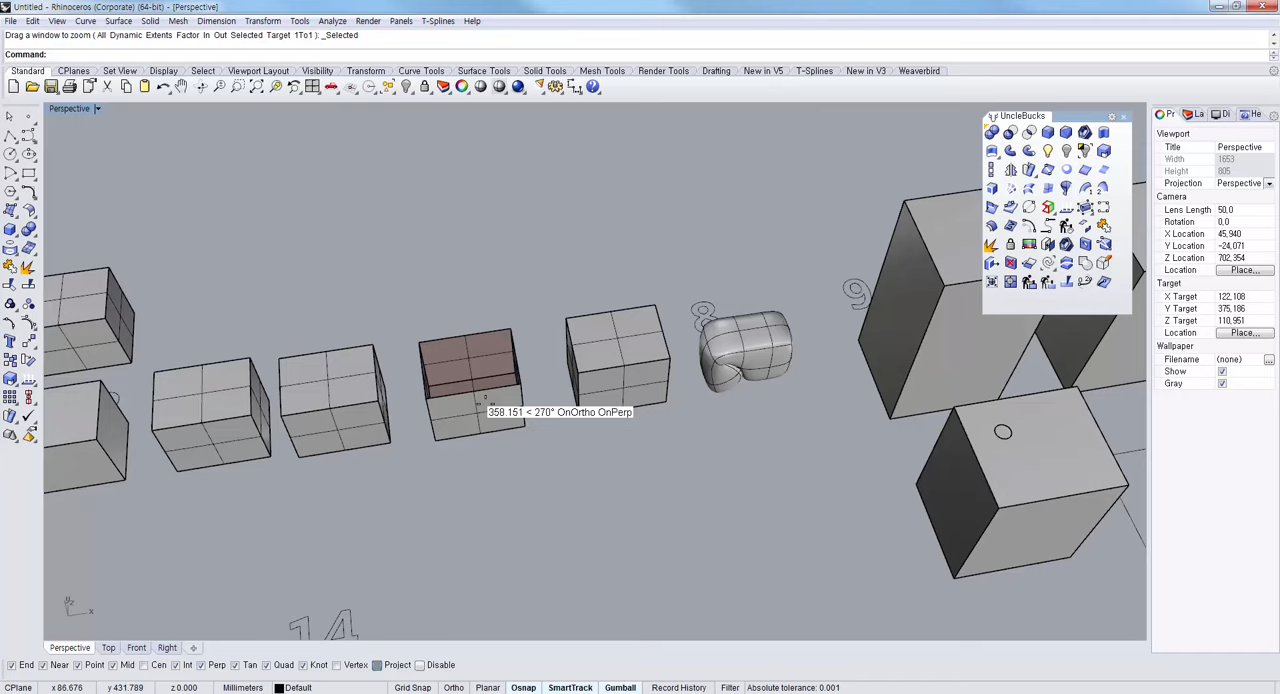 Untitled - Rhinoceros (Corporate) (64-bit) - [Perspective]
File Edit View Curve Surface Solid Mesh Dimension Transform Tools Analyze Render Panels T-Splines Help
Drag a window to zoom ( All Dynamic Extents Factor In Out Selected Target 1To1 ): _Selected
Command:
Standard CPlanes Set View Display Select Viewport Layout Visibility Transform Curve Tools Surface Tools Solid Tools Mesh Tools Render Tools Drafting New in V5 T-Splines New in V3 Weaverbird
Perspective
UncleBucks
Pr La Di He
Viewport
Title Perspective
Width 1653
Height 805
Projection Perspective
Camera
Lens Length 50,0
Rotation 0,0
X Location 45,940
Y Location -24,071
Z Location 702,354
Location Place...
Target
X Target 122,108
Y Target 375,186
Z Target 110,951
Location Place...
Wallpaper
Filename (none) ...
Show
Gray
8
9
358.151 < 270° OnOrtho OnPerp
14
z x
Perspective Top Front Right
End Near Point Mid Cen Int Perp Tan Quad Knot Vertex Project Disable
CPlane x 86.676 y 431.789 z 0.000 Millimeters Default Grid Snap Ortho Planar Osnap SmartTrack Gumball Record History Filter Absolute tolerance: 0.001